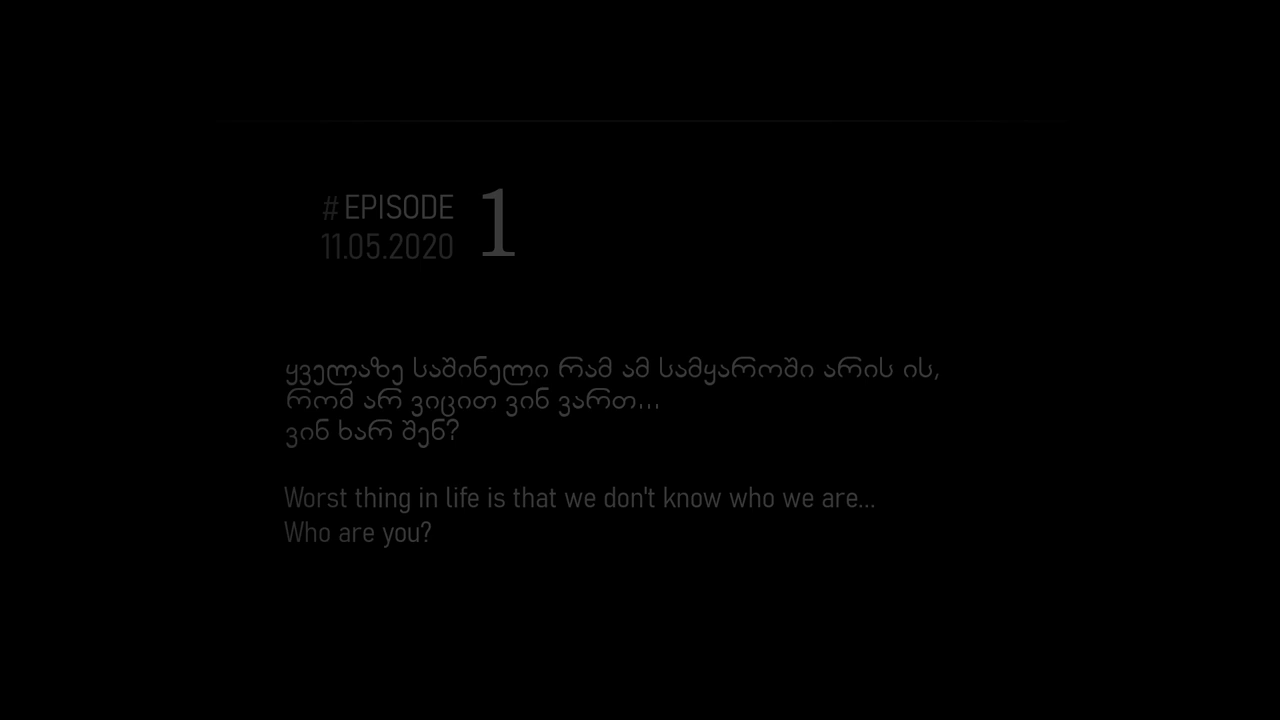 # EPISODE 1
11.05.2020
ყველაზე საშინელი რამ ამ სამყაროში არის ის,
რომ არ ვიცით ვინ ვართ...
ვინ ხარ შენ?
Worst thing in life is that we don't know who we are...
Who are you?